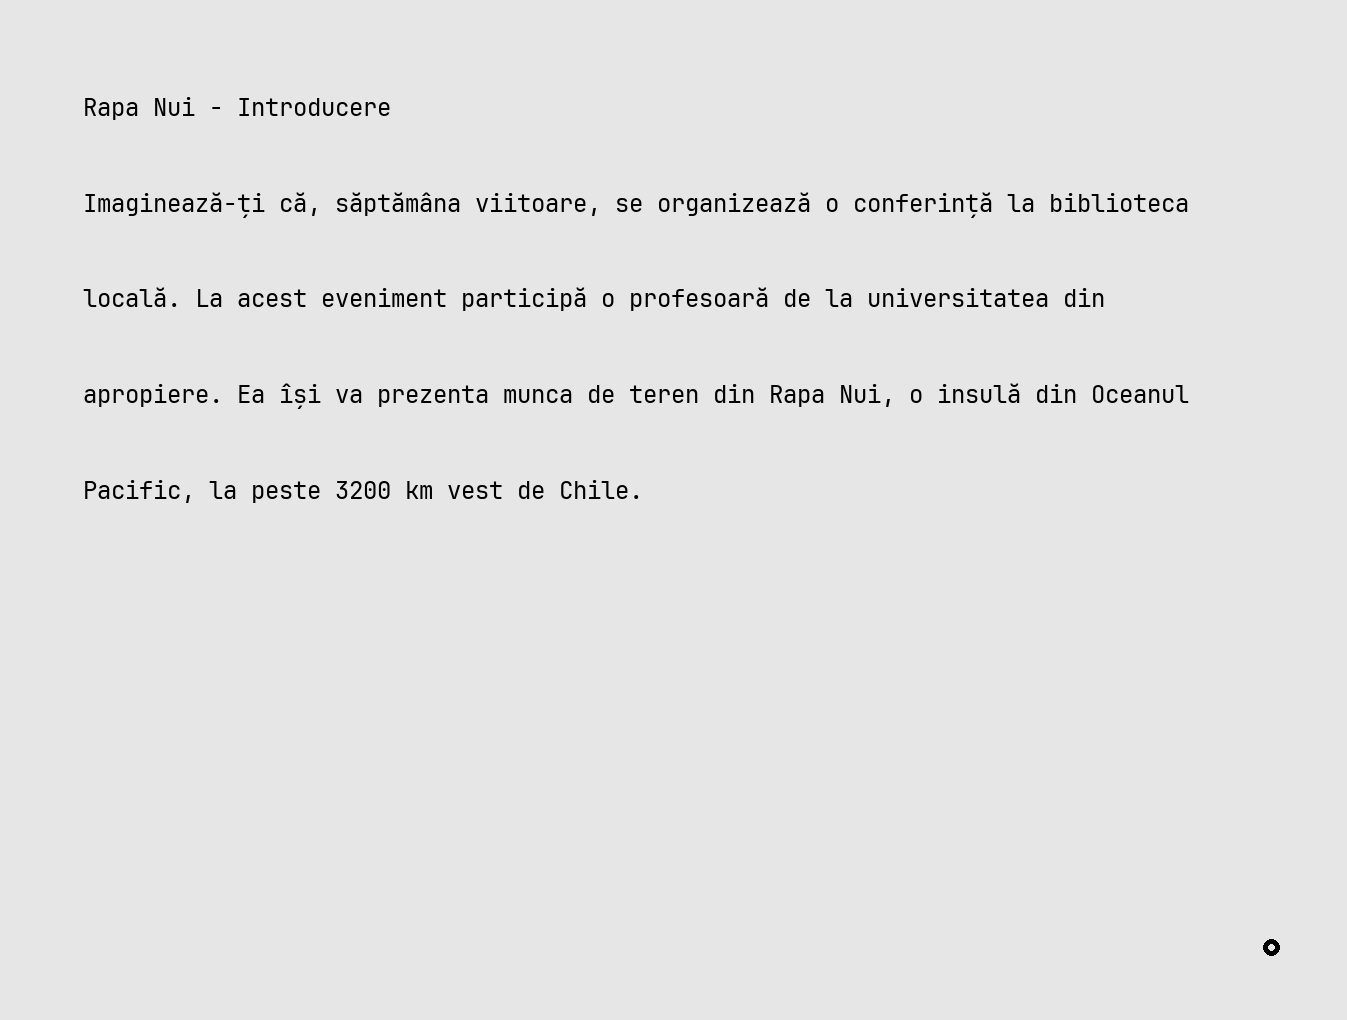 Rapa Nui - Introducere
Imaginează-ți că, săptămâna viitoare, se organizează o conferință la biblioteca
locală. La acest eveniment participă o profesoară de la universitatea din
apropiere. Ea își va prezenta munca de teren din Rapa Nui, o insulă din Oceanul
Pacific, la peste 3200 km vest de Chile.